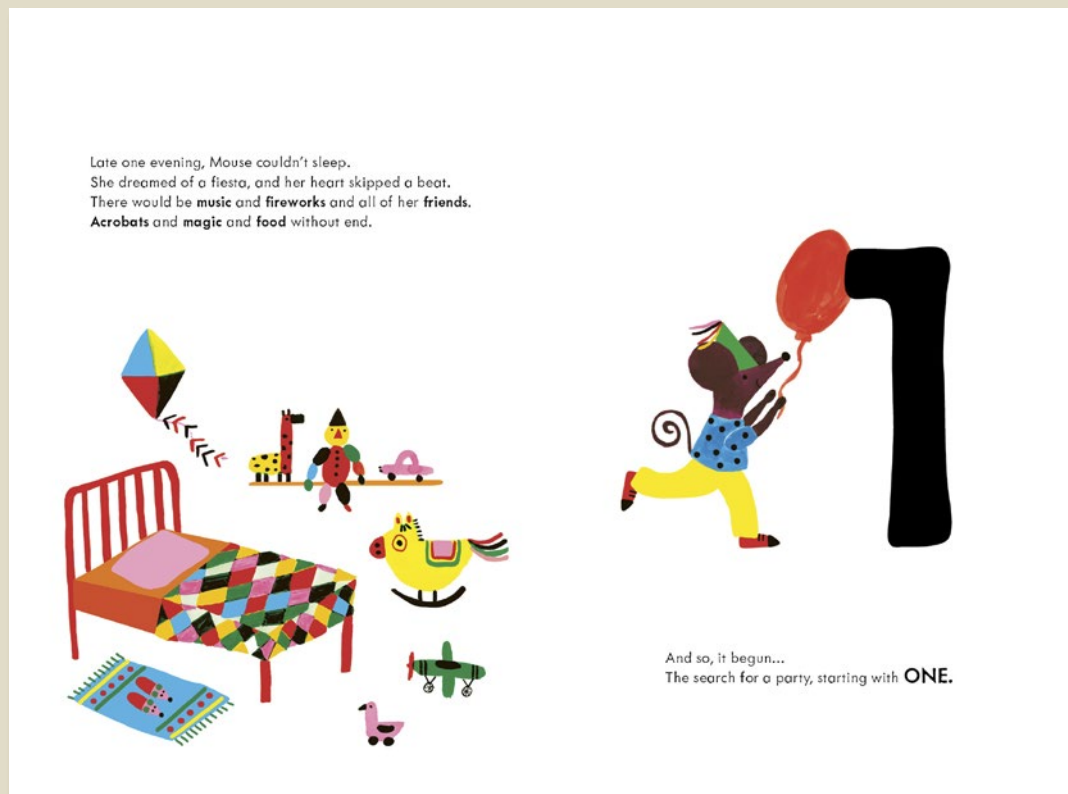 Late one evening, Mouse couldn't sleep.
She dreamed of a fiesta, and her heart skipped a beat.
There would be music and fireworks and all of her friends.
Acrobats and magic and food without end.
1
And so, it begun...
The search for a party, starting with ONE.